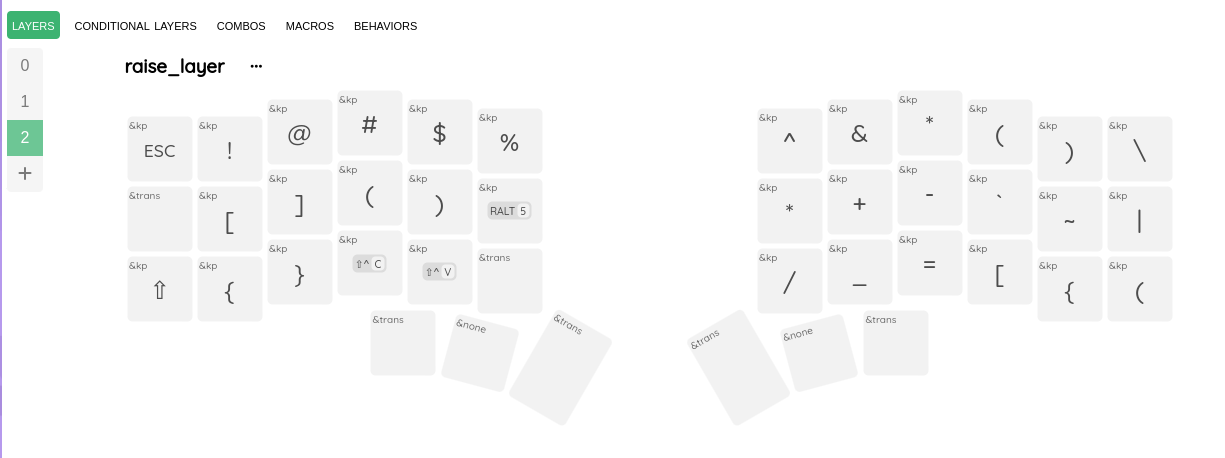 LAYERS CONDITIONAL LAYERS COMBOS MACROS BEHAVIORS
0
1
2
+
raise_layer ...
&kp ESC &kp ! &kp @ &kp # &kp $ &kp % &kp ^ &kp & &kp * &kp ( &kp ) &kp \
&trans &kp [ &kp ] &kp ( &kp ) &kp RALT 5 &kp * &kp + &kp - &kp ` &kp ~ &kp |
&kp ⇧ &kp { &kp } &kp ⇧^ C &kp ⇧^ V &trans &kp / &kp _ &kp = &kp [ &kp { &kp (
&trans &none &trans &trans &none &trans